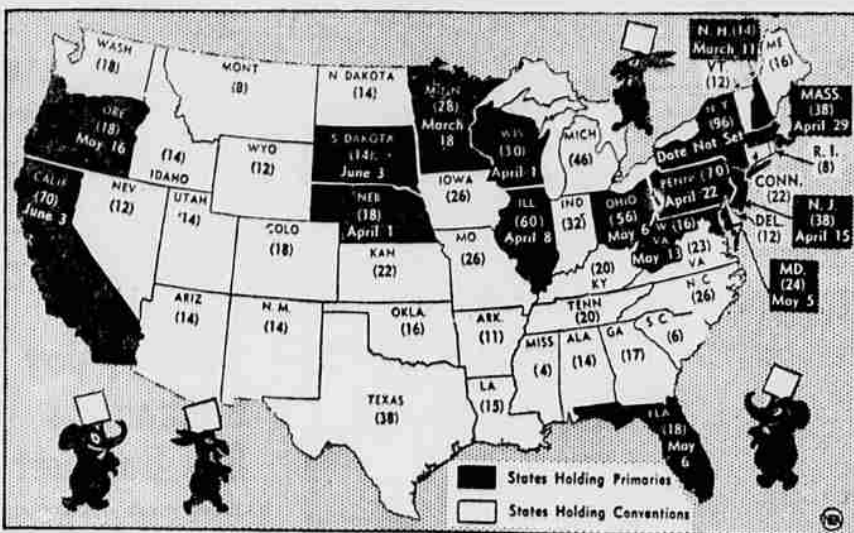 WASH
(18)
MONT
(8)
N DAKOTA
(14)
MINN
(28)
March
18
ORE
(18)
May 16
(14)
IDAHO
WYO
(12)
S DAKOTA
(14)
June 3
WIS
(30)
April 1
MICH
(46)
N. H. (14)
March 11
VT
(12)
ME
(16)
N Y
(96)
Date Not Set
MASS.
(38)
April 29
R. I.
(8)
CONN.
(22)
CALIF
(70)
June 3
NEV
(12)
UTAH
(14)
COLO
(18)
NEB
(18)
April 1
IOWA
(26)
ILL
(60)
April 8
IND
(32)
OHIO
(56)
May
6
PENN (70)
April 22
N. J.
(38)
April 15
DEL.
(12)
W (16)
VA
May 13
(23)
VA
MD.
(24)
May 5
KAN
(22)
MO
(26)
(20)
KY
ARIZ
(14)
N. M.
(14)
OKLA.
(16)
ARK.
(11)
TENN
(20)
N. C.
(26)
S. C.
(6)
MISS
(4)
ALA
(14)
GA
(17)
TEXAS
(38)
LA
(15)
FLA
(18)
May
6
States Holding Primaries
States Holding Conventions
NEA